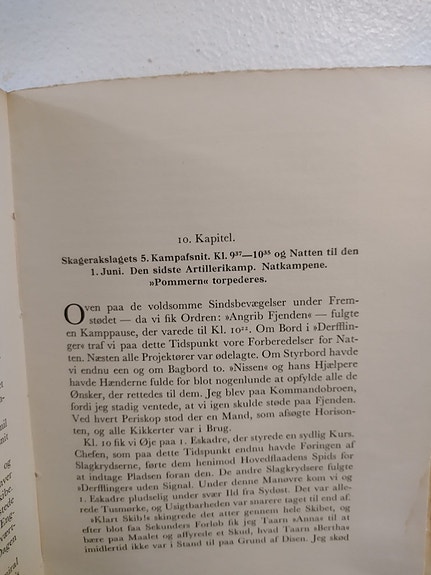 10. Kapitel.
Skagerakslagets 5. Kampafsnit. Kl. 9³⁷—10³⁵ og Natten til den
1. Juni. Den sidste Artillerikamp. Natkampene.
»Pommern« torpederes.
Oven paa de voldsomme Sindsbevægelser under Frem-
stødet — da vi fik Ordren: »Angrib Fjenden« — fulgte
en Kamppause, der varede til Kl. 10²². Om Bord i »Derfflin-
ger« traf vi paa dette Tidspunkt vore Forberedelser for Nat-
ten. Næsten alle Projektører var ødelagte. Om Styrbord havde
vi endnu een og om Bagbord to. »Nissen« og hans Hjælpere
havde Hænderne fulde for blot nogenlunde at opfylde alle de
Ønsker, der rettedes til dem. Jeg blev paa Kommandobroen,
fordi jeg stadig ventede, at vi igen skulde støde paa Fjenden.
Ved hvert Periskop stod der en Mand, som afsøgte Horison-
ten, og alle Kikkerter var i Brug.
Kl. 10 fik vi Øje paa 1. Eskadre, der styrede en sydlig Kurs.
Chefen, som paa dette Tidspunkt endnu havde Føringen af
Slagkrydserne, førte dem henimod Hovedflaadens Spids for
at indtage Pladsen foran den. De andre Slagkrydsere fulgte
»Derfflinger« uden Signal. Under denne Manøvre kom vi og
1. Eskadre pludselig under svær Ild fra Sydøst. Det var alle-
rede Tusmørke, og Usigtbarheden var snarere taget til end af.
»Klart Skib!« skingrede det atter gennem hele Skibet, og
efter blot faa Sekunders Forløb fik jeg Taarn »Anna« til at
bære paa Maalet og affyrede et Skud, hvad Taarn »Bertha«
imidlertid ikke var i Stand til paa Grund af Disen. Jeg skød
og
hver
Eng-
Dagen
miral